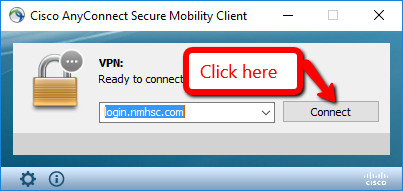 Cisco AnyConnect Secure Mobility Client
VPN:
Ready to connect
Click here
login.nmhsc.com
Connect
cisco